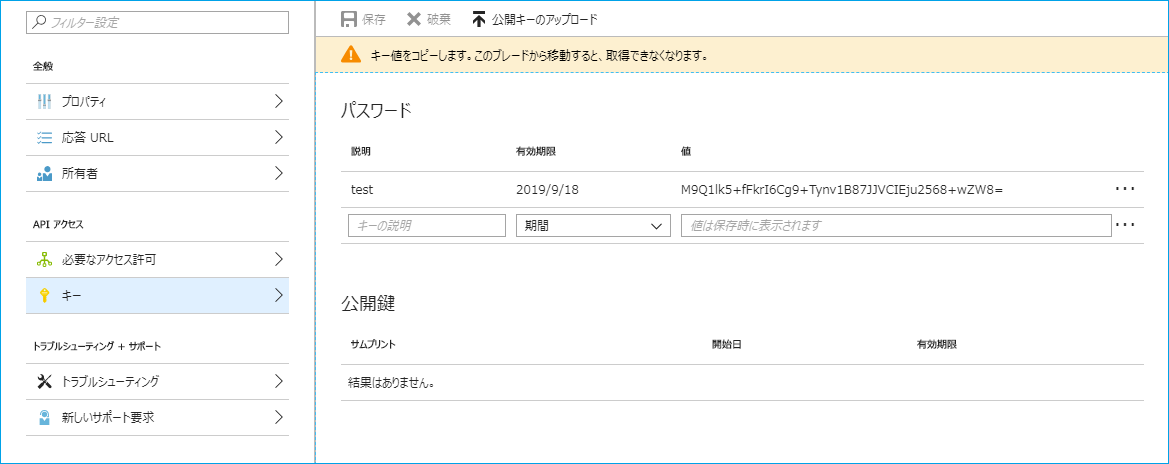 フィルター設定
全般
プロパティ
応答 URL
所有者
API アクセス
必要なアクセス許可
キー
トラブルシューティング + サポート
トラブルシューティング
新しいサポート要求
保存 破棄 公開キーのアップロード
キー値をコピーします。このブレードから移動すると、取得できなくなります。
パスワード
説明 有効期限 値
test 2019/9/18 M9Q1lk5+fFkrI6Cg9+Tynv1B87JJVCIEju2568+wZW8= ...
キーの説明 期間 値は保存時に表示されます ...
公開鍵
サムプリント 開始日 有効期限
結果はありません。